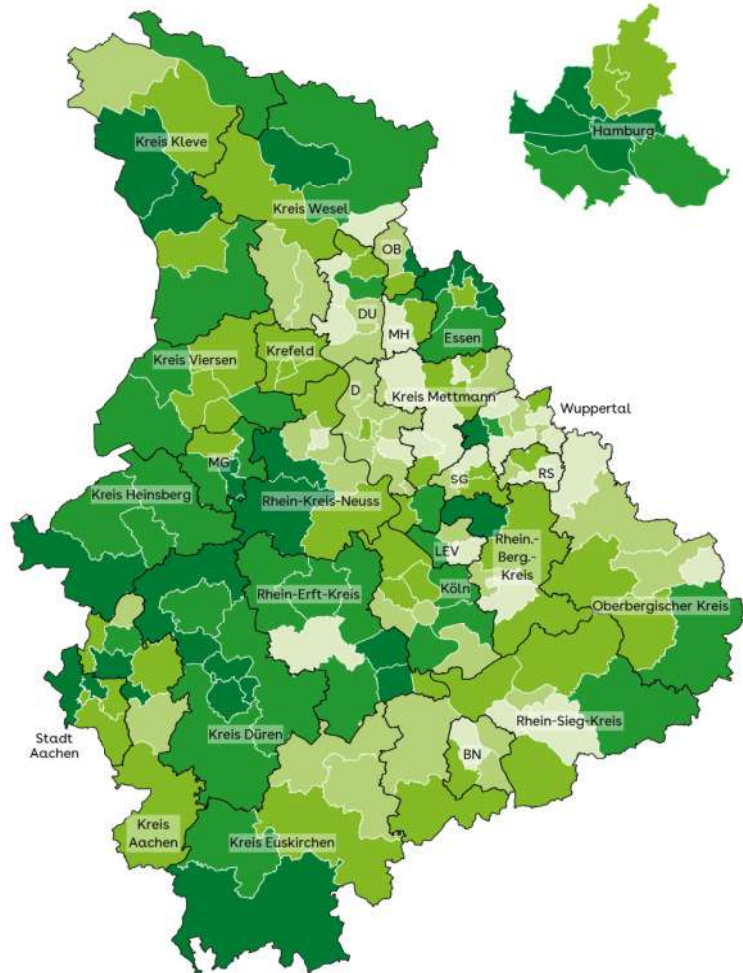 Hamburg
Kreis Kleve
Kreis Wesel
OB
DU
MH
Essen
Kreis Viersen
Krefeld
D
Kreis Mettmann
Wuppertal
MG
SG
RS
Kreis Heinsberg
Rhein-Kreis-Neuss
LEV
Rhein.-
Berg.-
Kreis
Rhein-Erft-Kreis
Köln
Oberbergischer Kreis
Stadt
Aachen
Kreis Düren
Rhein-Sieg-Kreis
BN
Kreis
Aachen
Kreis Euskirchen